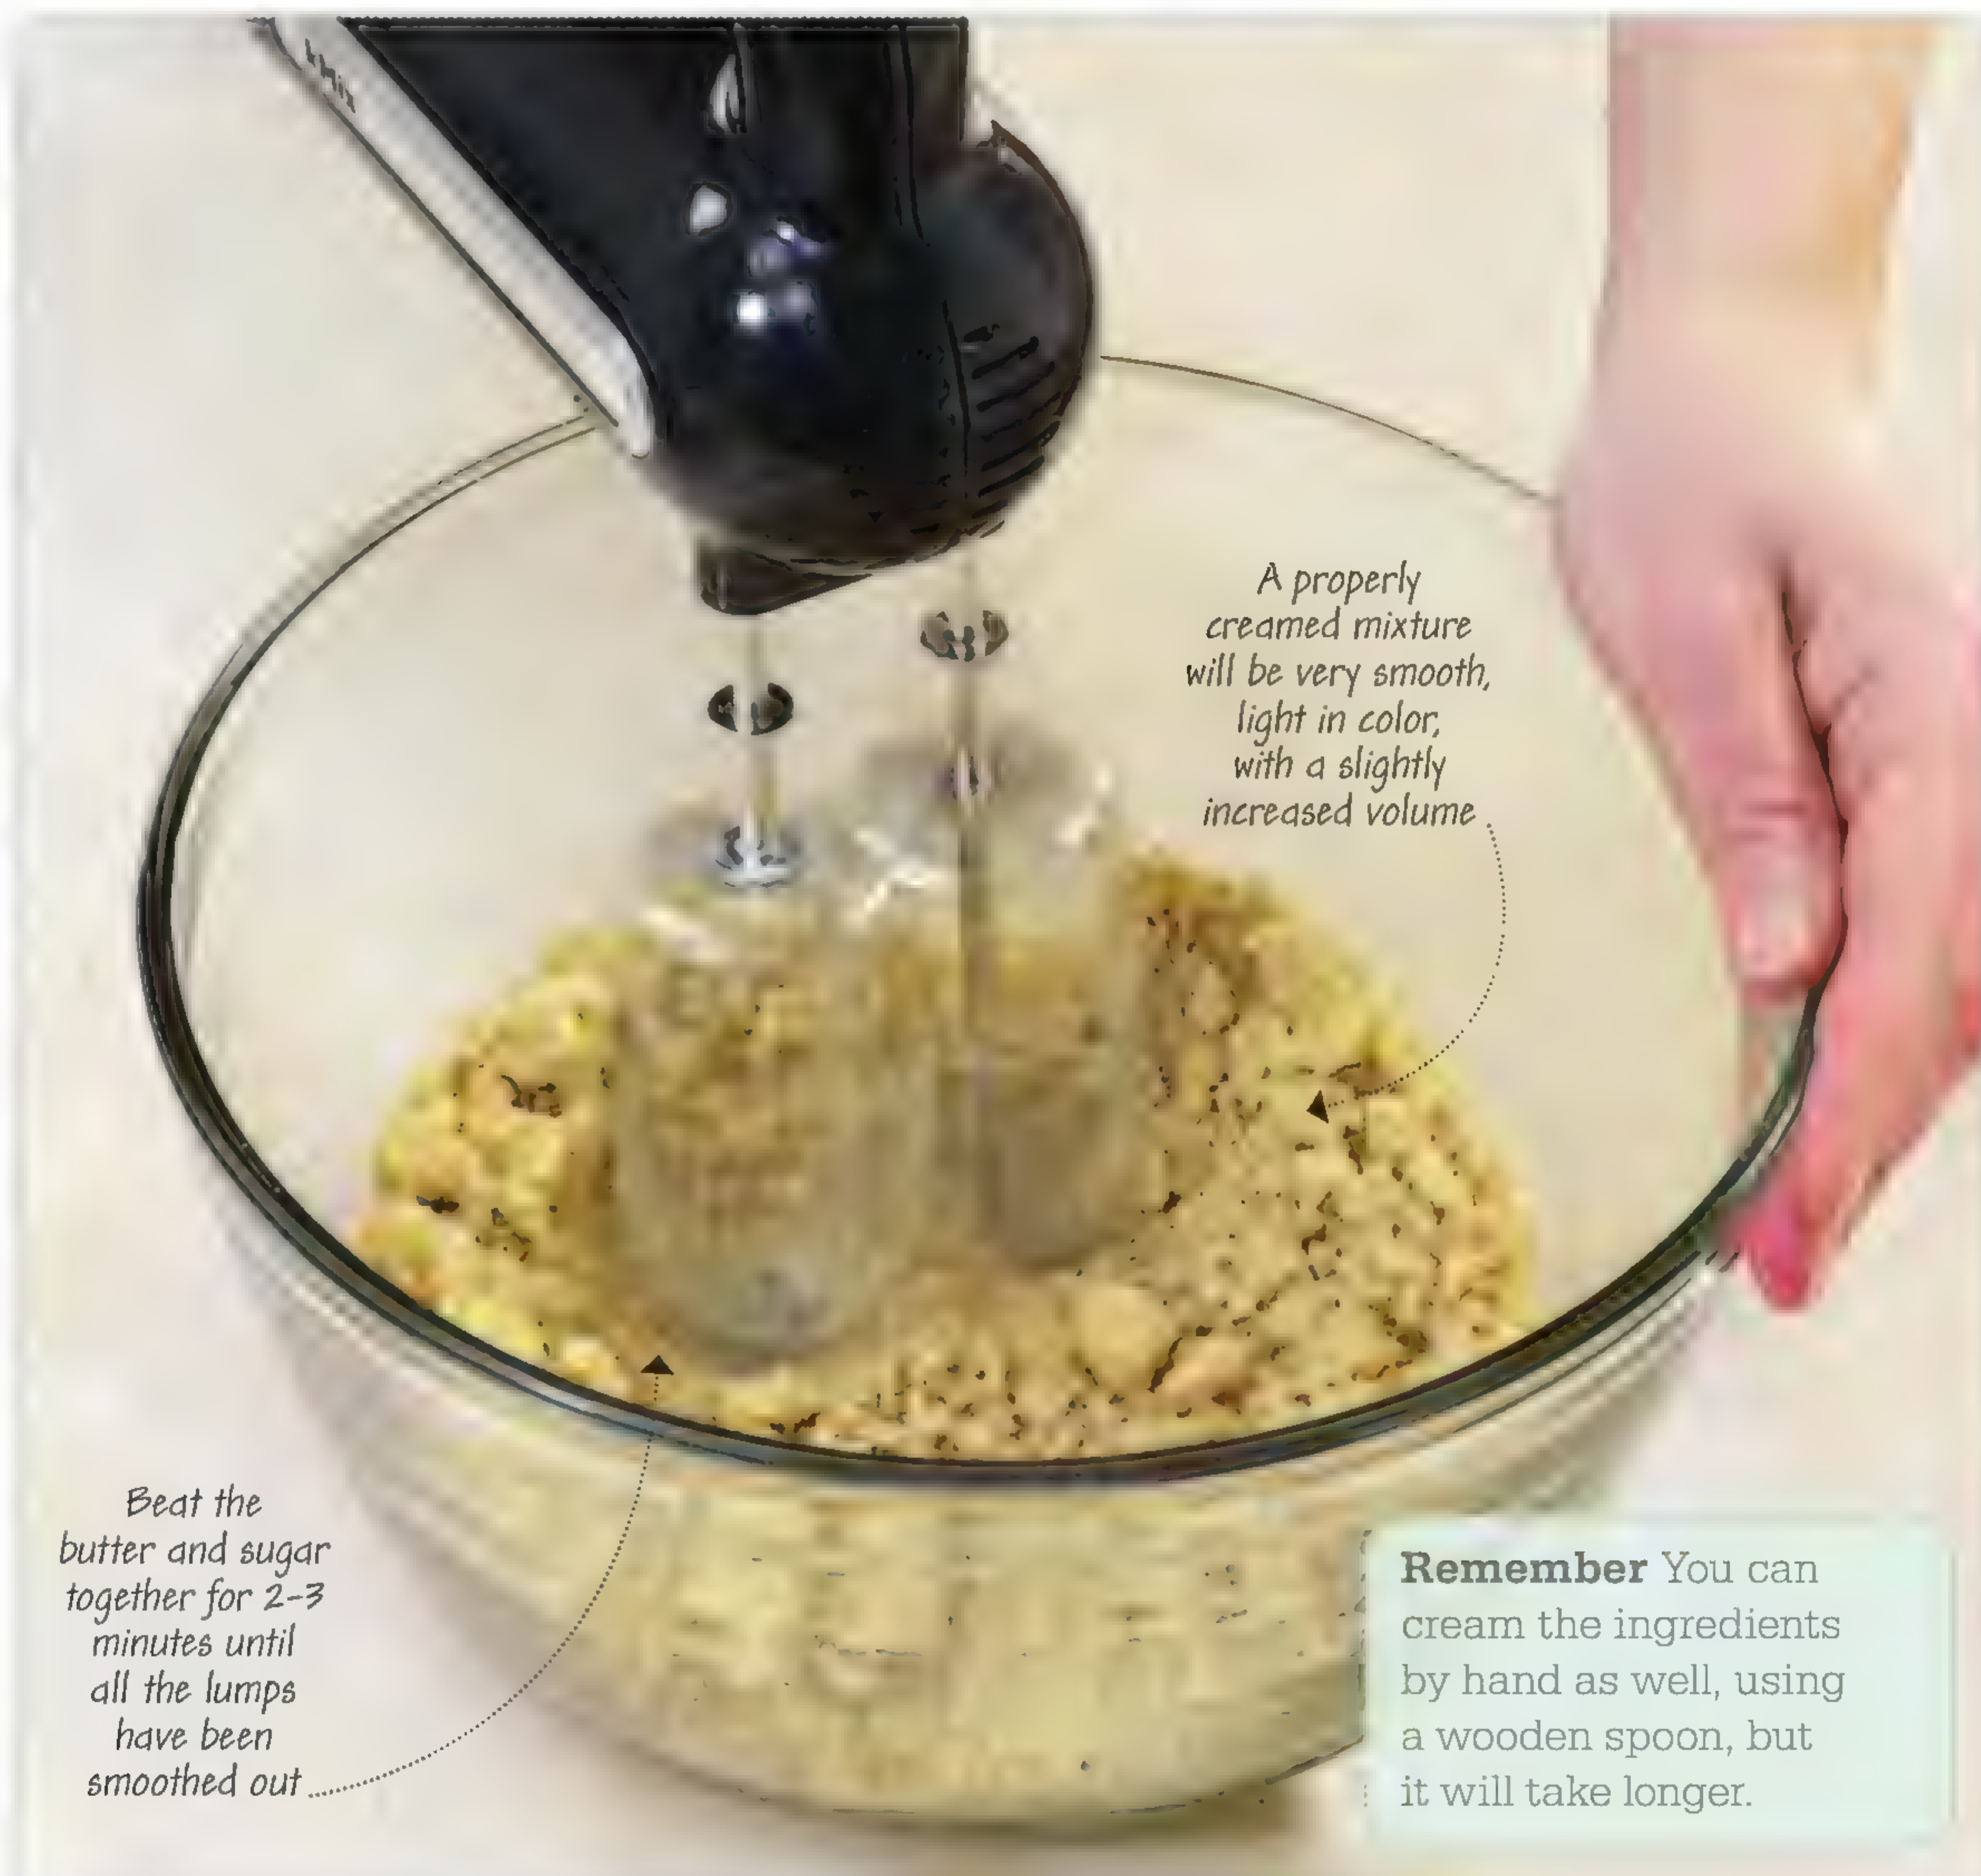 kMix
A properly
creamed mixture
will be very smooth,
light in color,
with a slightly
increased volume
Beat the
butter and sugar
together for 2-3
minutes until
all the lumps
have been
smoothed out
Remember You can
cream the ingredients
by hand as well, using
a wooden spoon, but
it will take longer.